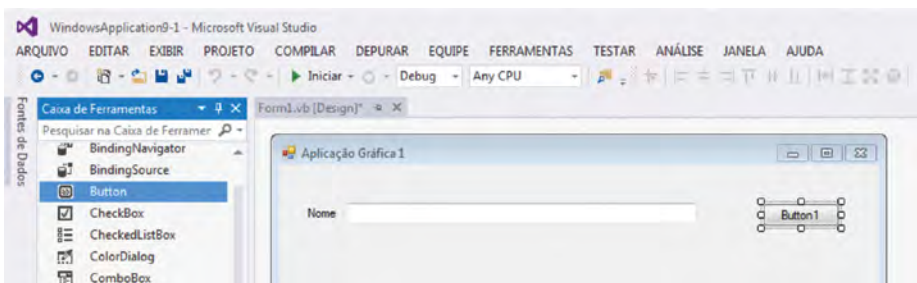 WindowsApplication9-1 - Microsoft Visual Studio
ARQUIVO EDITAR EXIBIR PROJETO COMPILAR DEPURAR EQUIPE FERRAMENTAS TESTAR ANÁLISE JANELA AJUDA
Iniciar Debug Any CPU
Fontes de Dados
Caixa de Ferramentas
Form1.vb [Design]*
Pesquisar na Caixa de Ferramer
BindingNavigator
BindingSource
Button
CheckBox
CheckedListBox
ColorDialog
ComboBox
Aplicação Gráfica 1
Nome
Button1